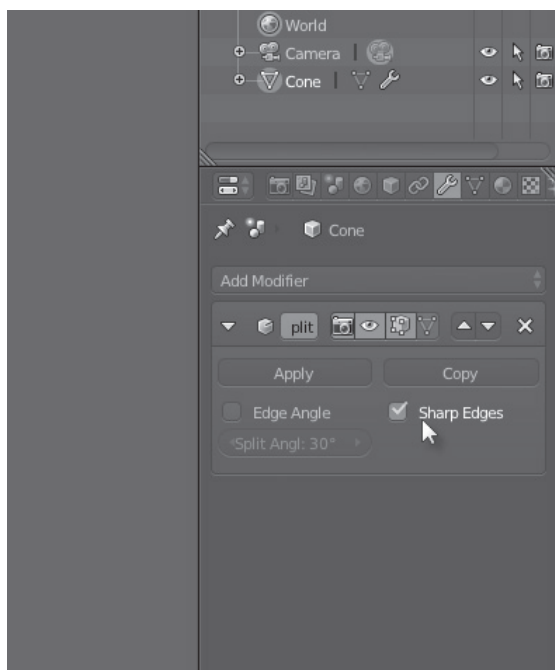 World
Camera
Cone
Cone
Add Modifier
plit
Apply
Copy
Edge Angle
Sharp Edges
Split Angl: 30°